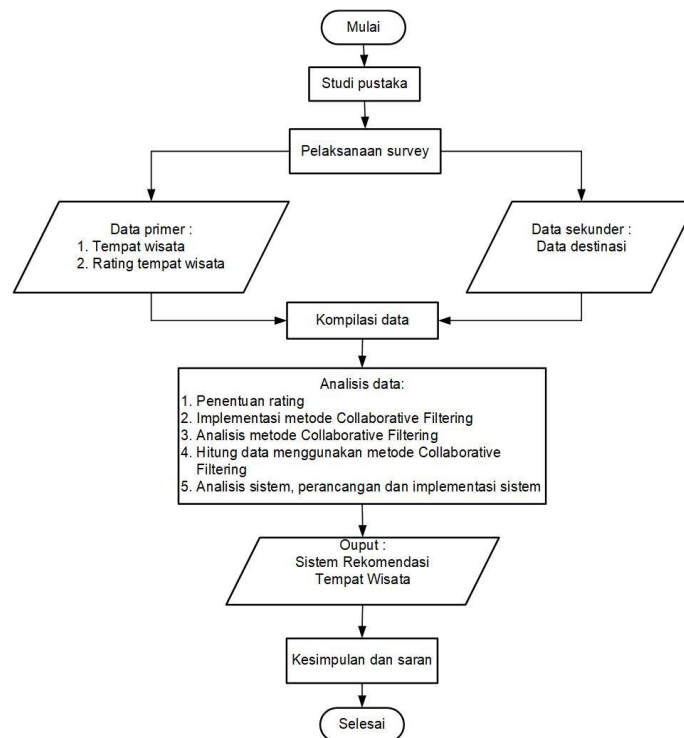 Mulai
Studi pustaka
Pelaksanaan survey
Data primer :
1. Tempat wisata
2. Rating tempat wisata
Data sekunder :
Data destinasi
Kompilasi data
Analisis data:
1. Penentuan rating
2. Implementasi metode Collaborative Filtering
3. Analisis metode Collaborative Filtering
4. Hitung data menggunakan metode Collaborative
Filtering
5. Analisis sistem, perancangan dan implementasi sistem
Ouput :
Sistem Rekomendasi
Tempat Wisata
Kesimpulan dan saran
Selesai